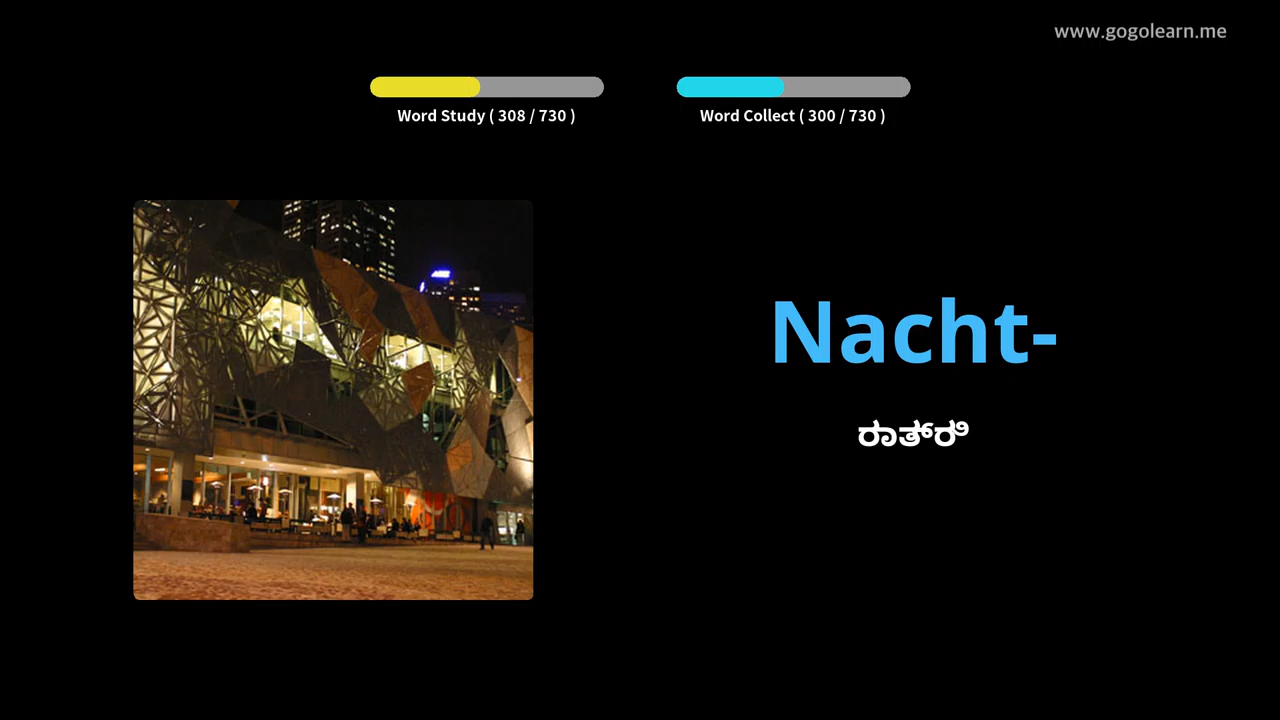 www.gogolearn.me
Word Study ( 308 / 730 )
Word Collect ( 300 / 730 )
Nacht-
ರಾತ್‌ರಿ